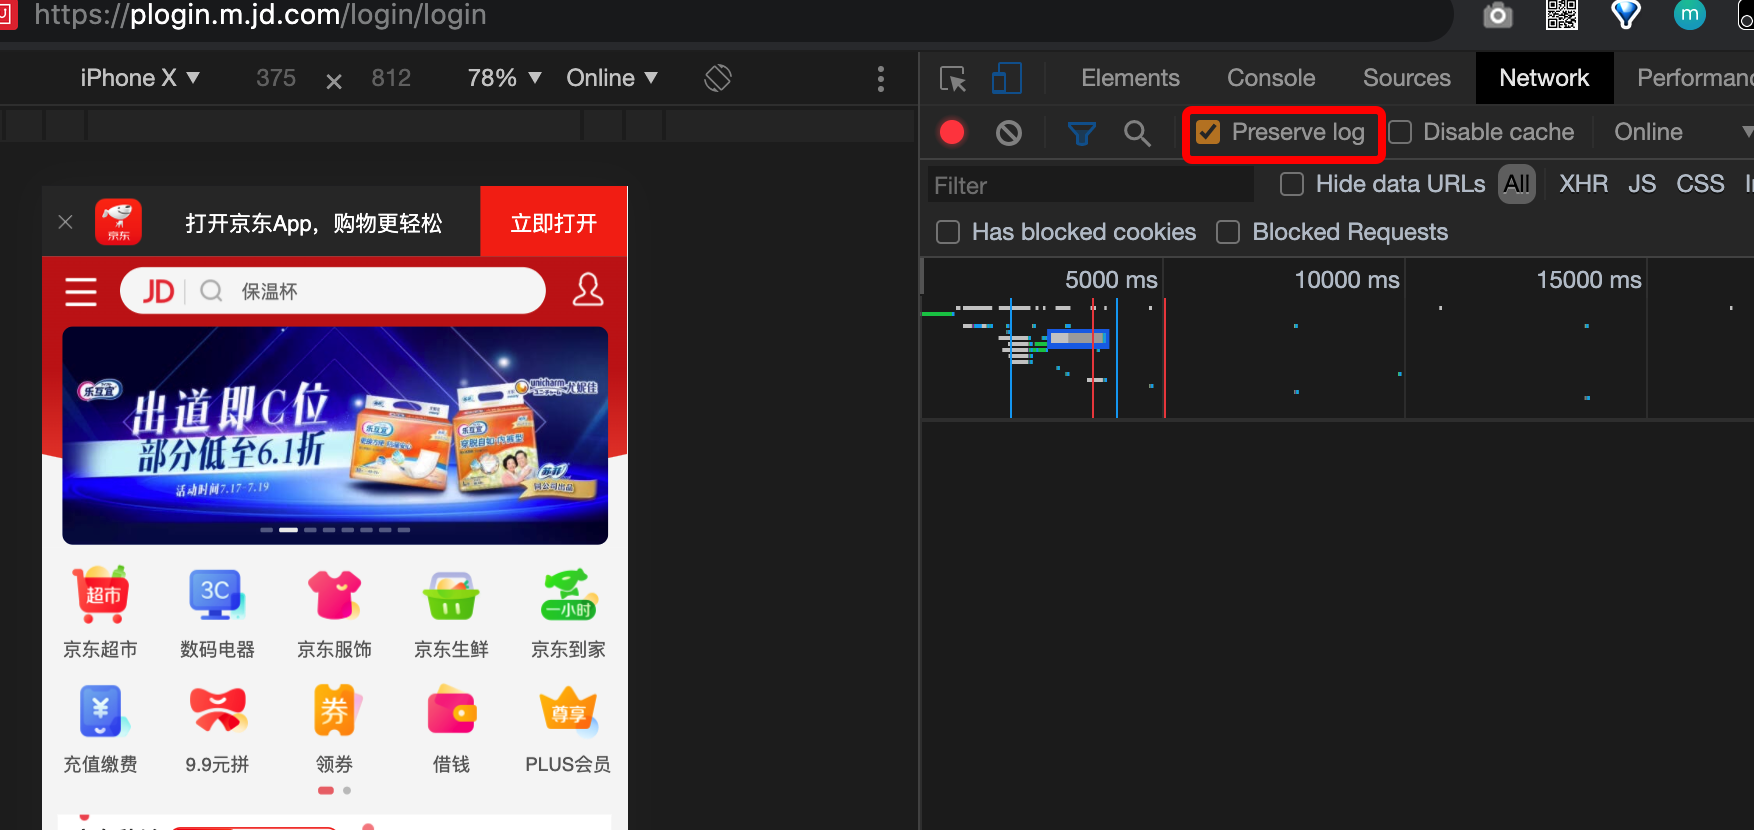 https://plogin.m.jd.com/login/login
m
iPhone X ▼ 375 × 812 78% ▼ Online ▼
Elements Console Sources Network
Preserve log Disable cache Online ▼
Filter Hide data URLs All XHR JS CSS
Has blocked cookies Blocked Requests
5000 ms 10000 ms 15000 ms
京东 打开京东App，购物更轻松 立即打开
JD 保温杯
乐互宜 unicharm 尤妮佳
出道即C位
部分低至6.1折
活动时间7.17-7.19
乐互宜 乐互宜
苏菲
母公司出品
超市 3C 一小时
京东超市 数码电器 京东服饰 京东生鲜 京东到家
¥ 券 尊享
充值缴费 9.9元拼 领券 借钱 PLUS会员